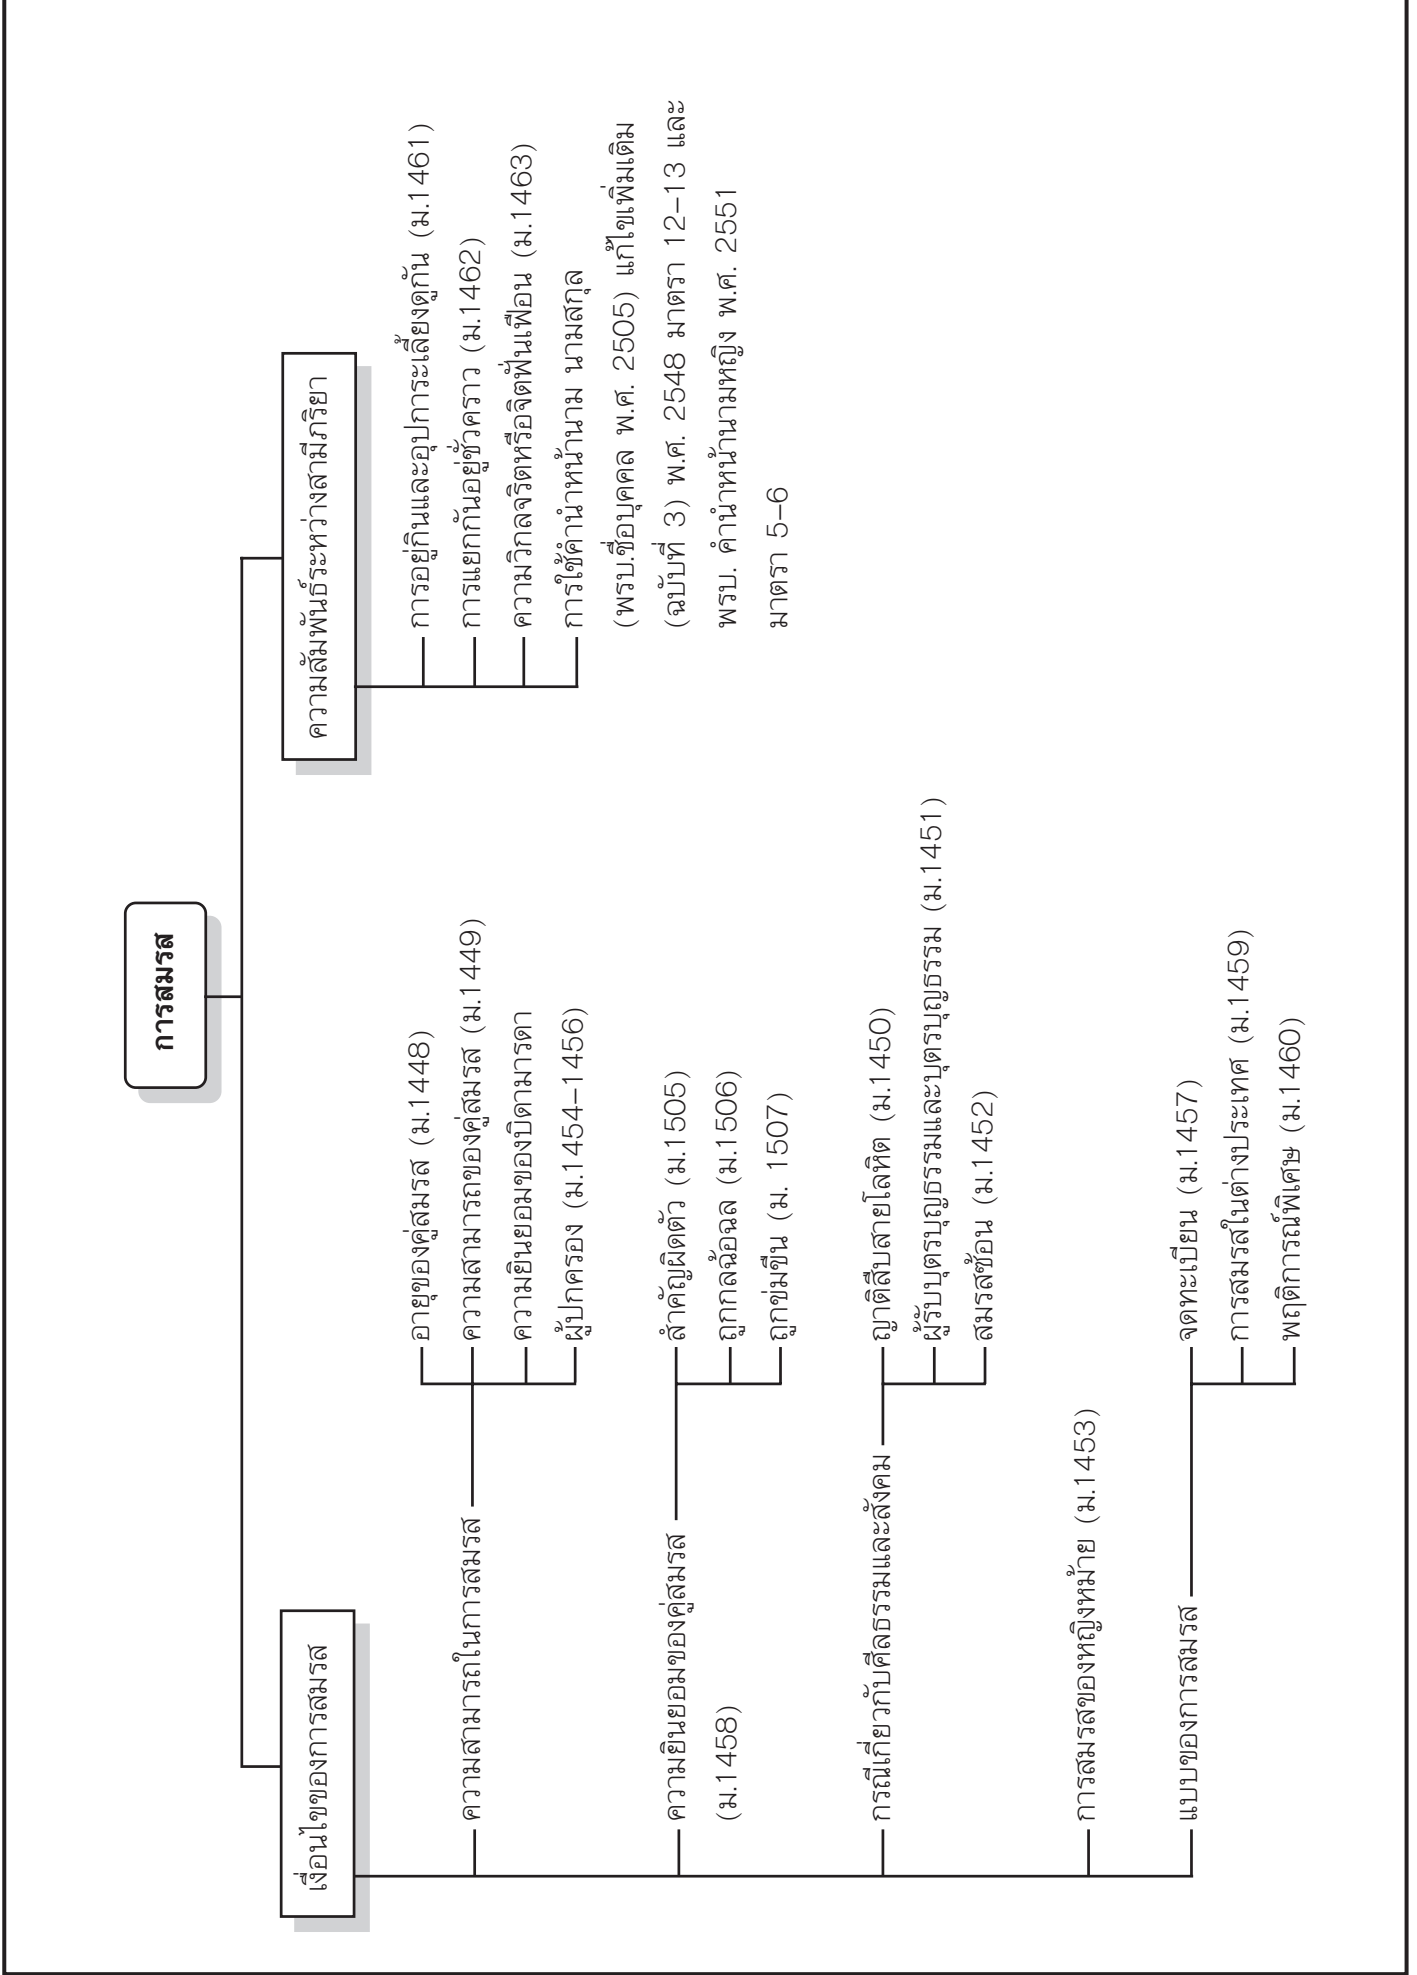 การสมรส
เงื่อนไขของการสมรส
ความสามารถในการสมรส
อายุของคู่สมรส (ม.1448)
ความสามารถของคู่สมรส (ม.1449)
ความยินยอมของบิดามารดา
ผู้ปกครอง (ม.1454–1456)
ความยินยอมของคู่สมรส
(ม.1458)
สำคัญผิดตัว (ม.1505)
ถูกกลฉ้อฉล (ม.1506)
ถูกข่มขืน (ม. 1507)
กรณีเกี่ยวกับศีลธรรมและสังคม
ญาติสืบสายโลหิต (ม.1450)
ผู้รับบุตรบุญธรรมและบุตรบุญธรรม (ม.1451)
สมรสซ้อน (ม.1452)
การสมรสของหญิงหม้าย (ม.1453)
แบบของการสมรส
จดทะเบียน (ม.1457)
การสมรสในต่างประเทศ (ม.1459)
พฤติการณ์พิเศษ (ม.1460)
ความสัมพันธ์ระหว่างสามีภริยา
การอยู่กินและอุปการะเลี้ยงดูกัน (ม.1461)
การแยกกันอยู่ชั่วคราว (ม.1462)
ความวิกลจริตหรือจิตฟั่นเฟือน (ม.1463)
การใช้คำนำหน้านาม นามสกุล
(พรบ.ชื่อบุคคล พ.ศ. 2505) แก้ไขเพิ่มเติม
(ฉบับที่ 3) พ.ศ. 2548 มาตรา 12–13 และ
พรบ. คำนำหน้านามหญิง พ.ศ. 2551
มาตรา 5–6